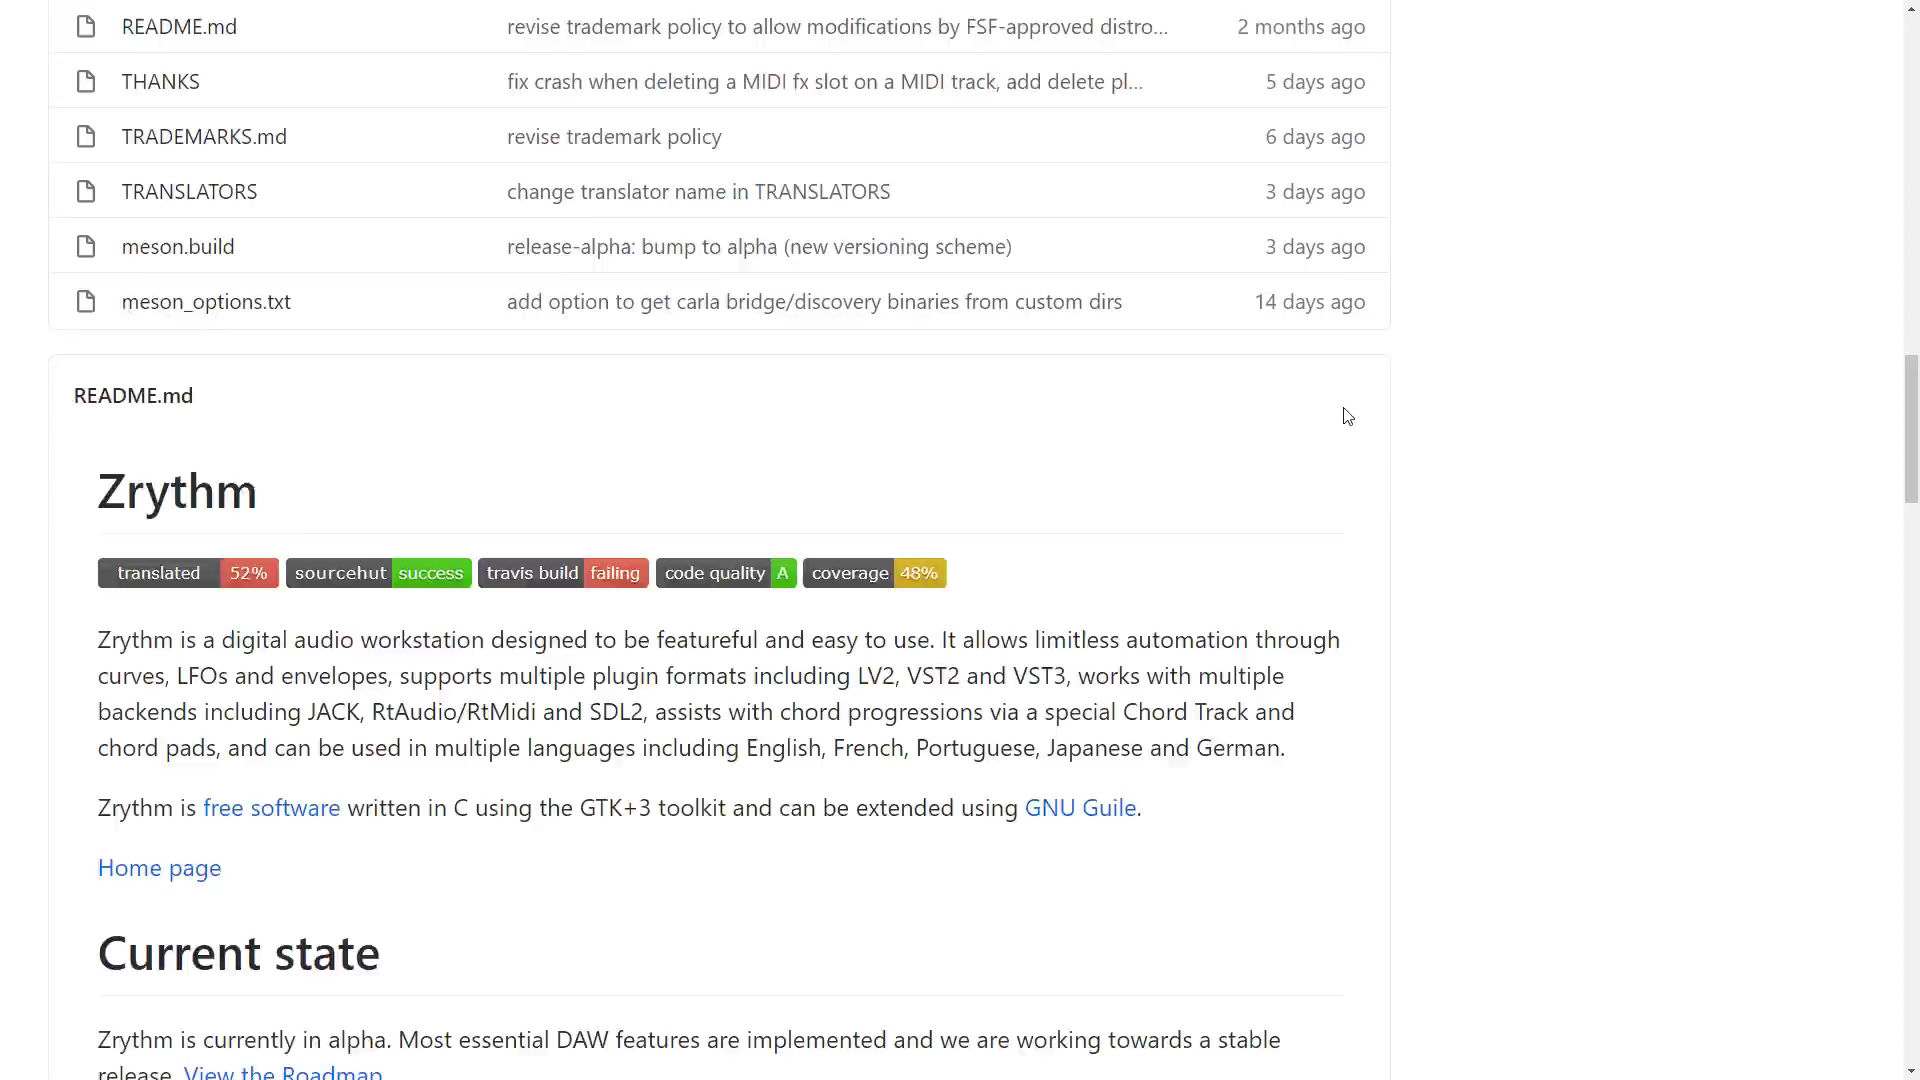 README.md revise trademark policy to allow modifications by FSF-approved distro... 2 months ago
THANKS fix crash when deleting a MIDI fx slot on a MIDI track, add delete pl... 5 days ago
TRADEMARKS.md revise trademark policy 6 days ago
TRANSLATORS change translator name in TRANSLATORS 3 days ago
meson.build release-alpha: bump to alpha (new versioning scheme) 3 days ago
meson_options.txt add option to get carla bridge/discovery binaries from custom dirs 14 days ago
README.md
Zrythm
translated 52% sourcehut success travis build failing code quality A coverage 48%
Zrythm is a digital audio workstation designed to be featureful and easy to use. It allows limitless automation through
curves, LFOs and envelopes, supports multiple plugin formats including LV2, VST2 and VST3, works with multiple
backends including JACK, RtAudio/RtMidi and SDL2, assists with chord progressions via a special Chord Track and
chord pads, and can be used in multiple languages including English, French, Portuguese, Japanese and German.
Zrythm is free software written in C using the GTK+3 toolkit and can be extended using GNU Guile.
Home page
Current state
Zrythm is currently in alpha. Most essential DAW features are implemented and we are working towards a stable
release. View the Roadmap